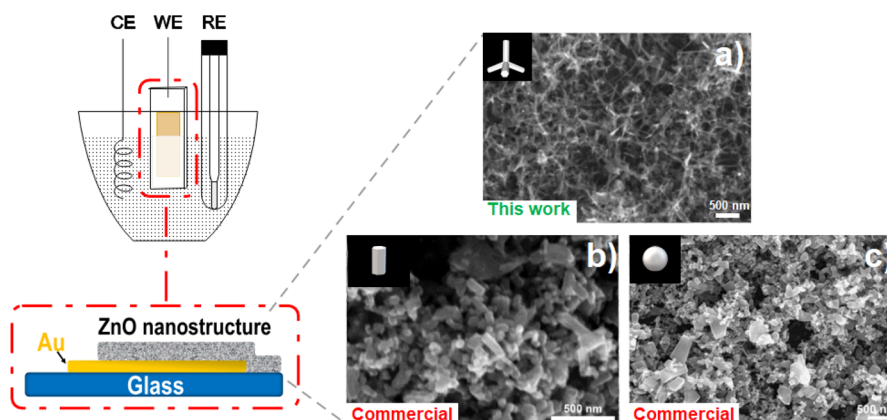 CE WE RE
a)
500 nm
This work
b)
c)
ZnO nanostructure
Au
Glass
Commercial
500 nm
Commercial
500 nm